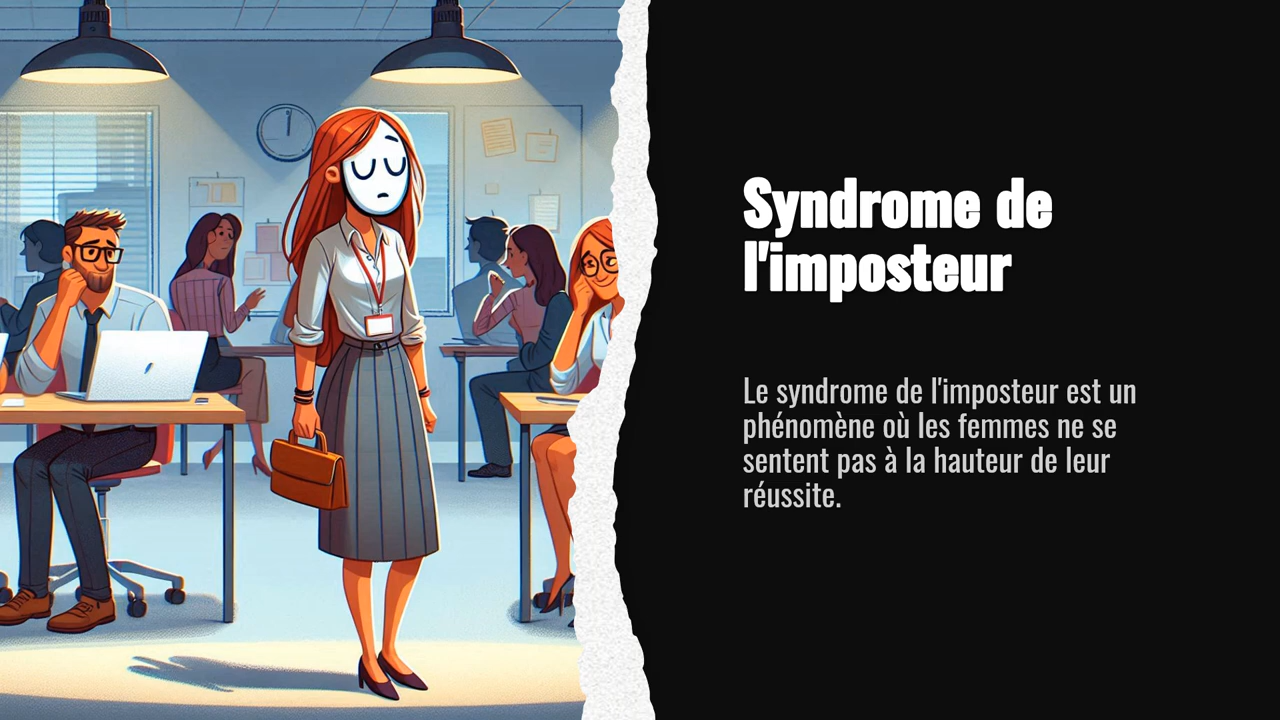 Syndrome de
l'imposteur
Le syndrome de l'imposteur est un
phénomène où les femmes ne se
sentent pas à la hauteur de leur
réussite.